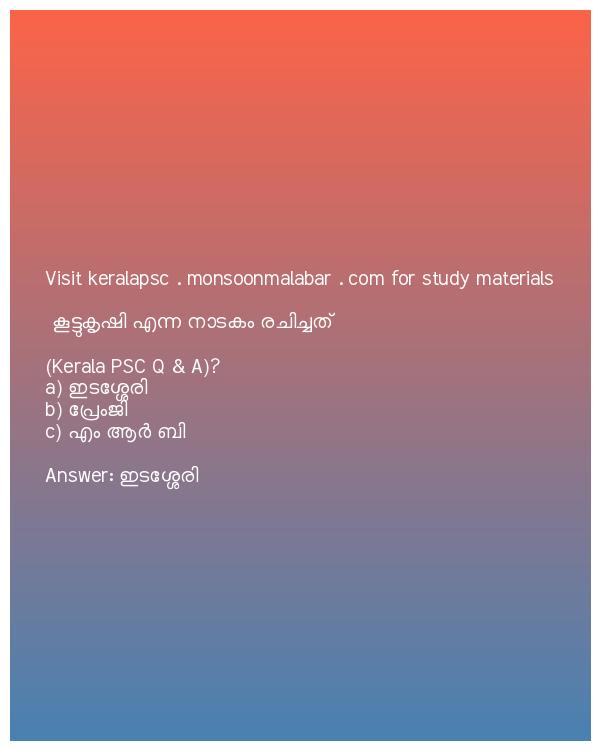 Visit keralapsc . monsoonmalabar . com for study materials
കൂട്ടുകൃഷി എന്ന നാടകം രചിച്ചത്
(Kerala PSC Q & A)?
a) ഇടശ്ശേരി
b) പ്രേംജി
c) എം ആർ ബി
Answer: ഇടശ്ശേരി